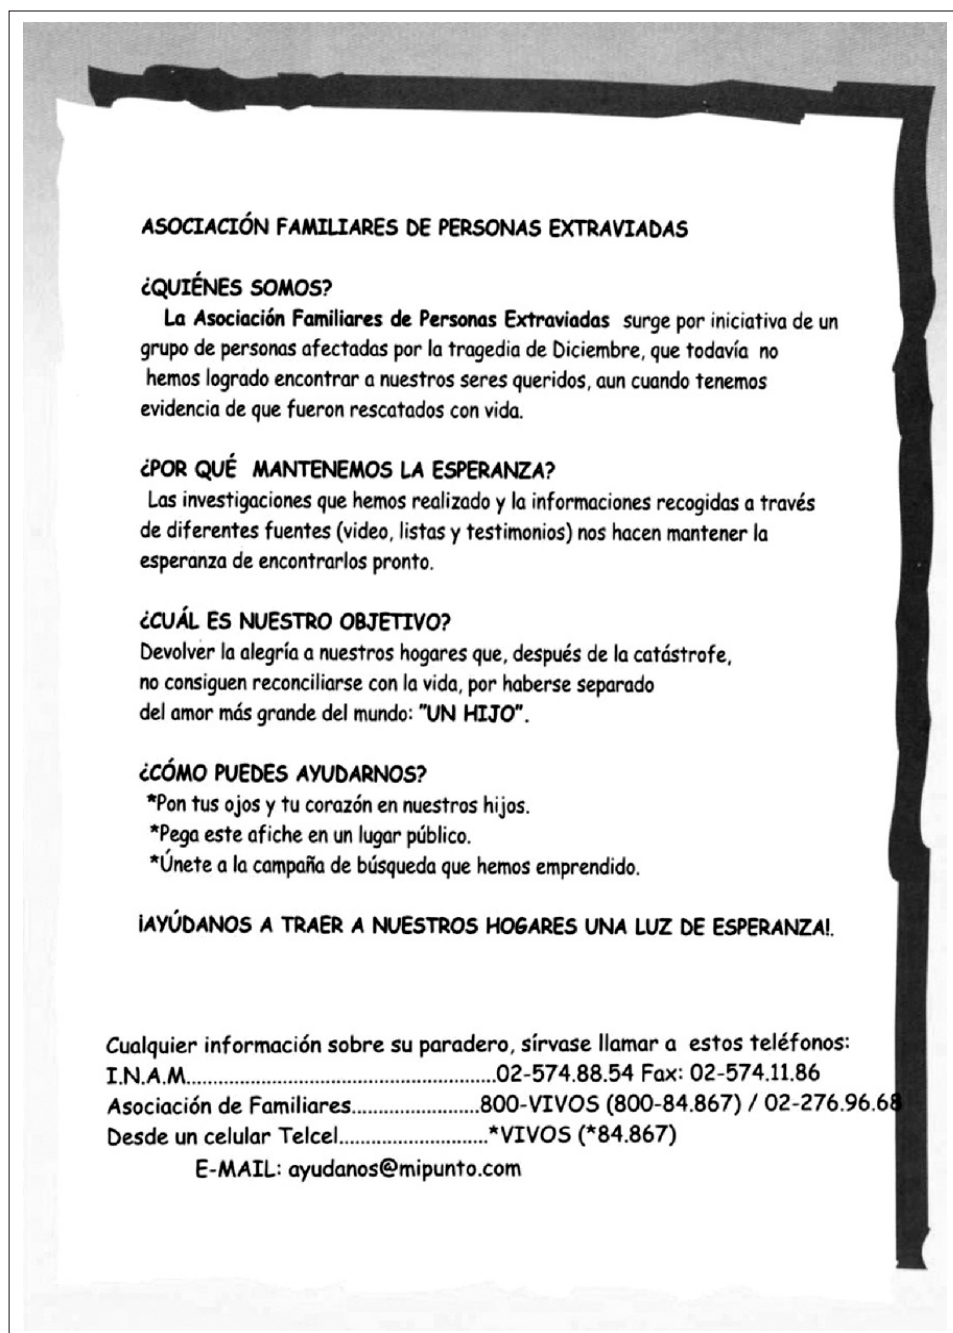 ASOCIACIÓN FAMILIARES DE PERSONAS EXTRAVIADAS
¿QUIÉNES SOMOS?
La Asociación Familiares de Personas Extraviadas surge por iniciativa de un
grupo de personas afectadas por la tragedia de Diciembre, que todavía no
hemos logrado encontrar a nuestros seres queridos, aun cuando tenemos
evidencia de que fueron rescatados con vida.
¿POR QUÉ MANTENEMOS LA ESPERANZA?
Las investigaciones que hemos realizado y la informaciones recogidas a través
de diferentes fuentes (video, listas y testimonios) nos hacen mantener la
esperanza de encontrarlos pronto.
¿CUÁL ES NUESTRO OBJETIVO?
Devolver la alegría a nuestros hogares que, después de la catástrofe,
no consiguen reconciliarse con la vida, por haberse separado
del amor más grande del mundo: "UN HIJO".
¿CÓMO PUEDES AYUDARNOS?
*Pon tus ojos y tu corazón en nuestros hijos.
*Pega este afiche en un lugar público.
*Únete a la campaña de búsqueda que hemos emprendido.
¡AYÚDANOS A TRAER A NUESTROS HOGARES UNA LUZ DE ESPERANZA!.
Cualquier información sobre su paradero, sírvase llamar a estos teléfonos:
I.N.A.M...........................................................02-574.88.54 Fax: 02-574.11.86
Asociación de Familiares........................800-VIVOS (800-84.867) / 02-276.96.68
Desde un celular Telcel............................*VIVOS (*84.867)
E-MAIL: ayudanos@mipunto.com